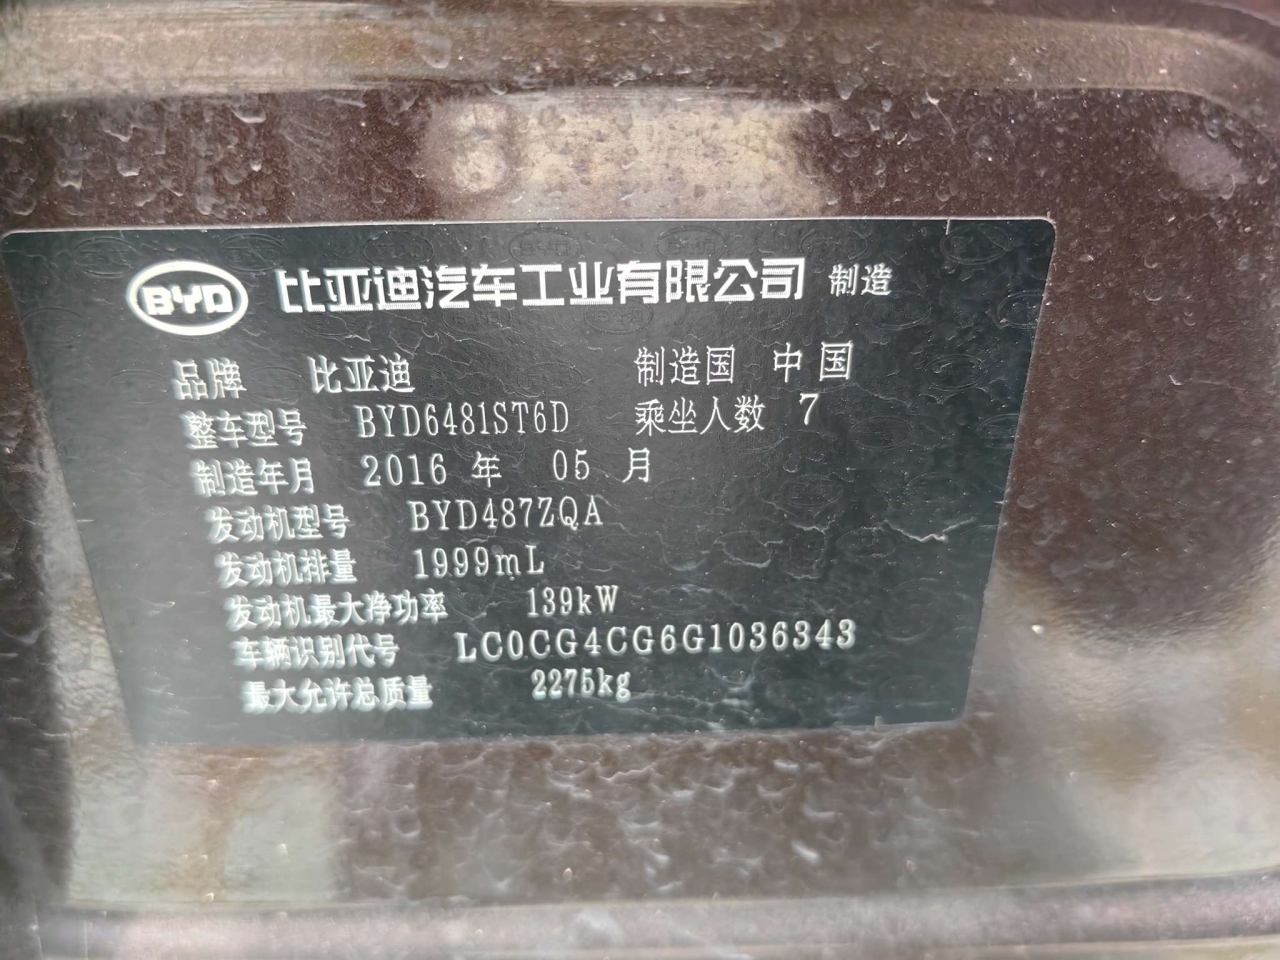 BYD 比亚迪汽车工业有限公司 制造
品牌 比亚迪 制造国 中国
整车型号 BYD6481ST6D 乘坐人数 7
制造年月 2016 年 05 月
发动机型号 BYD487ZQA
发动机排量 1999mL
发动机最大净功率 139kW
车辆识别代号 LC0CG4CG6G1036343
最大允许总质量 2275kg